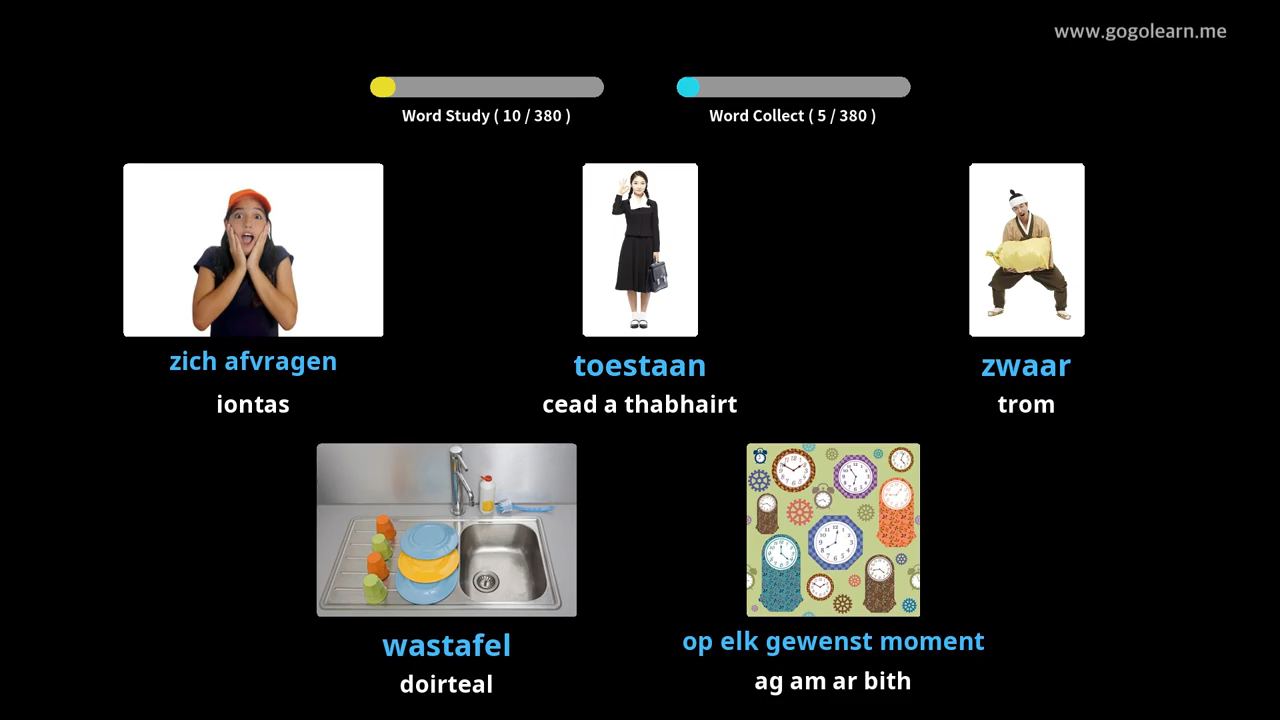 www.gogolearn.me
Word Study ( 10 / 380 )
Word Collect ( 5 / 380 )
zich afvragen
iontas
toestaan
cead a thabhairt
zwaar
trom
wastafel
doirteal
op elk gewenst moment
ag am ar bith